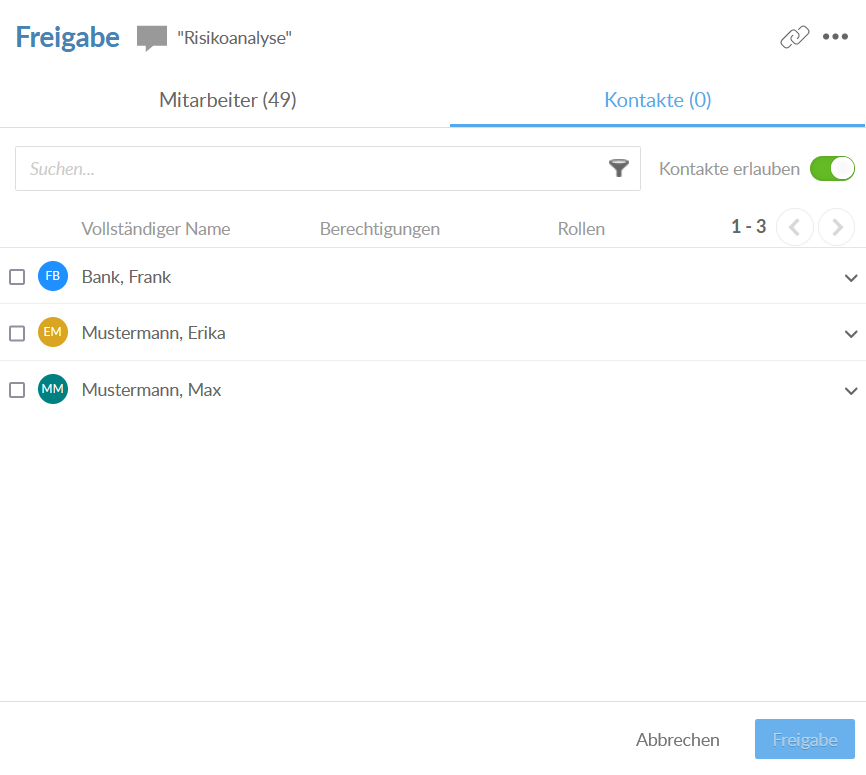 Freigabe "Risikoanalyse"
Mitarbeiter (49) Kontakte (0)
Suchen... Kontakte erlauben
Vollständiger Name Berechtigungen Rollen 1 - 3
FB Bank, Frank
EM Mustermann, Erika
MM Mustermann, Max
Abbrechen Freigabe